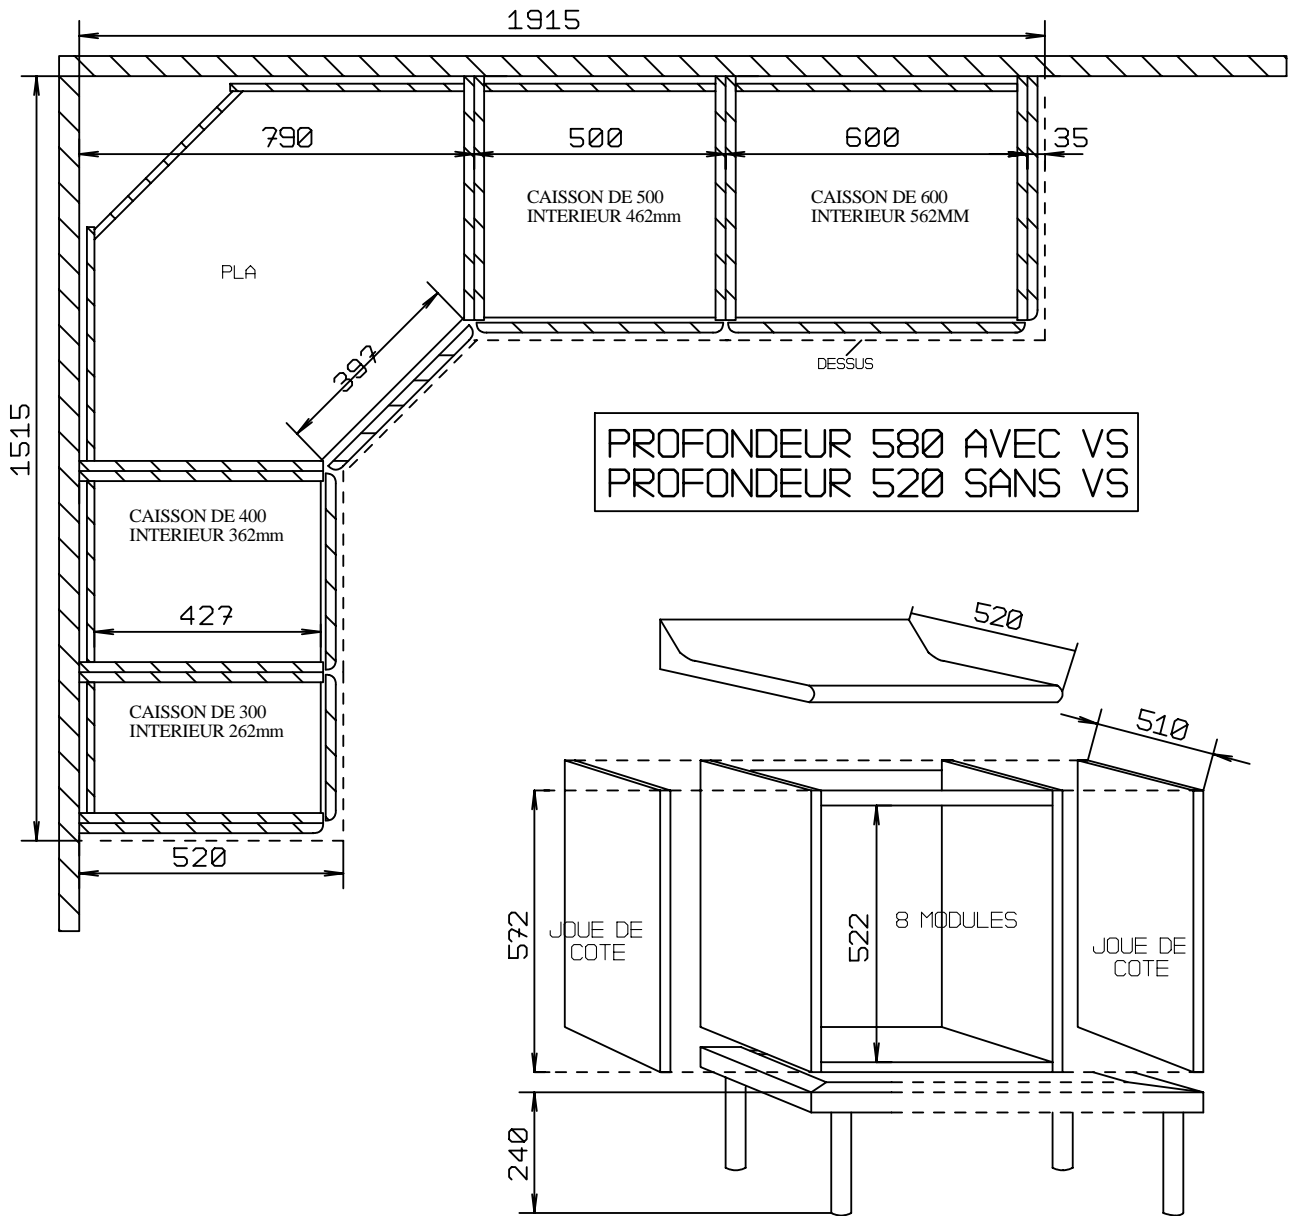 1915
790
500
600
35
CAISSON DE 500
INTERIEUR 462mm
CAISSON DE 600
INTERIEUR 562MM
PLA
397
DESSUS
1515
PROFONDEUR 580 AVEC VS
PROFONDEUR 520 SANS VS
CAISSON DE 400
INTERIEUR 362mm
427
CAISSON DE 300
INTERIEUR 262mm
520
520
510
572
JOUE DE
COTE
522
8 MODULES
JOUE DE
COTE
240